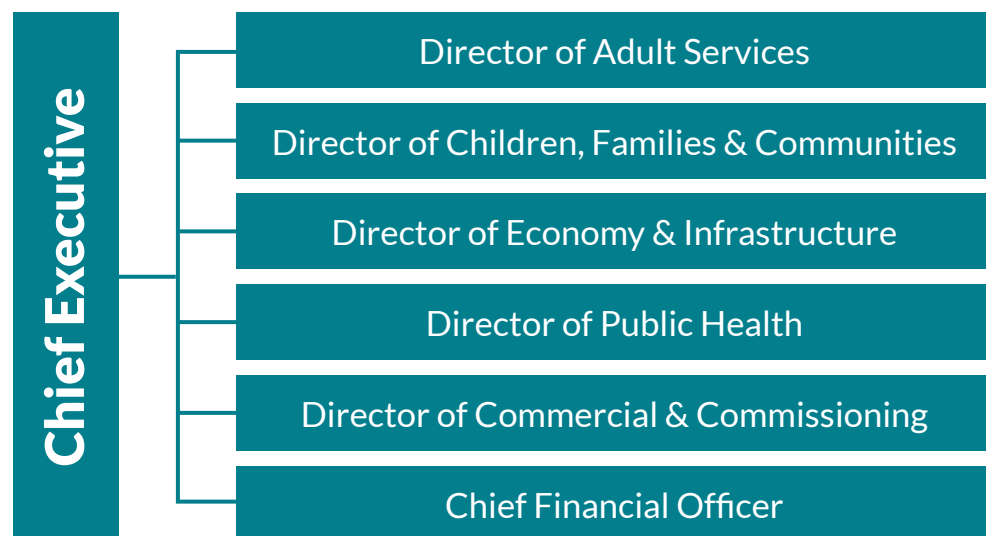 Chief Executive
Director of Adult Services
Director of Children, Families & Communities
Director of Economy & Infrastructure
Director of Public Health
Director of Commercial & Commissioning
Chief Financial Officer